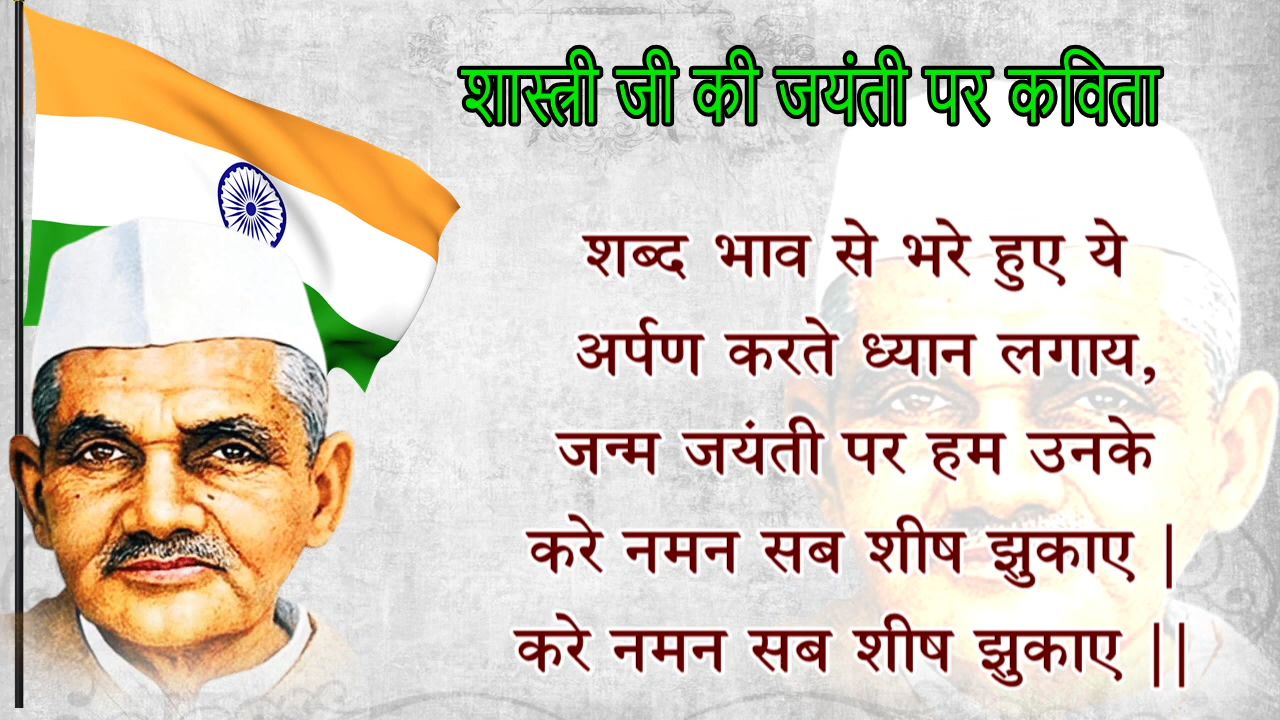 शास्त्री जी की जयंती पर कविता
शब्द भाव से भरे हुए ये
अर्पण करते ध्यान लगाय,
जन्म जयंती पर हम उनके
करे नमन सब शीष झुकाए |
करे नमन सब शीष झुकाए ||